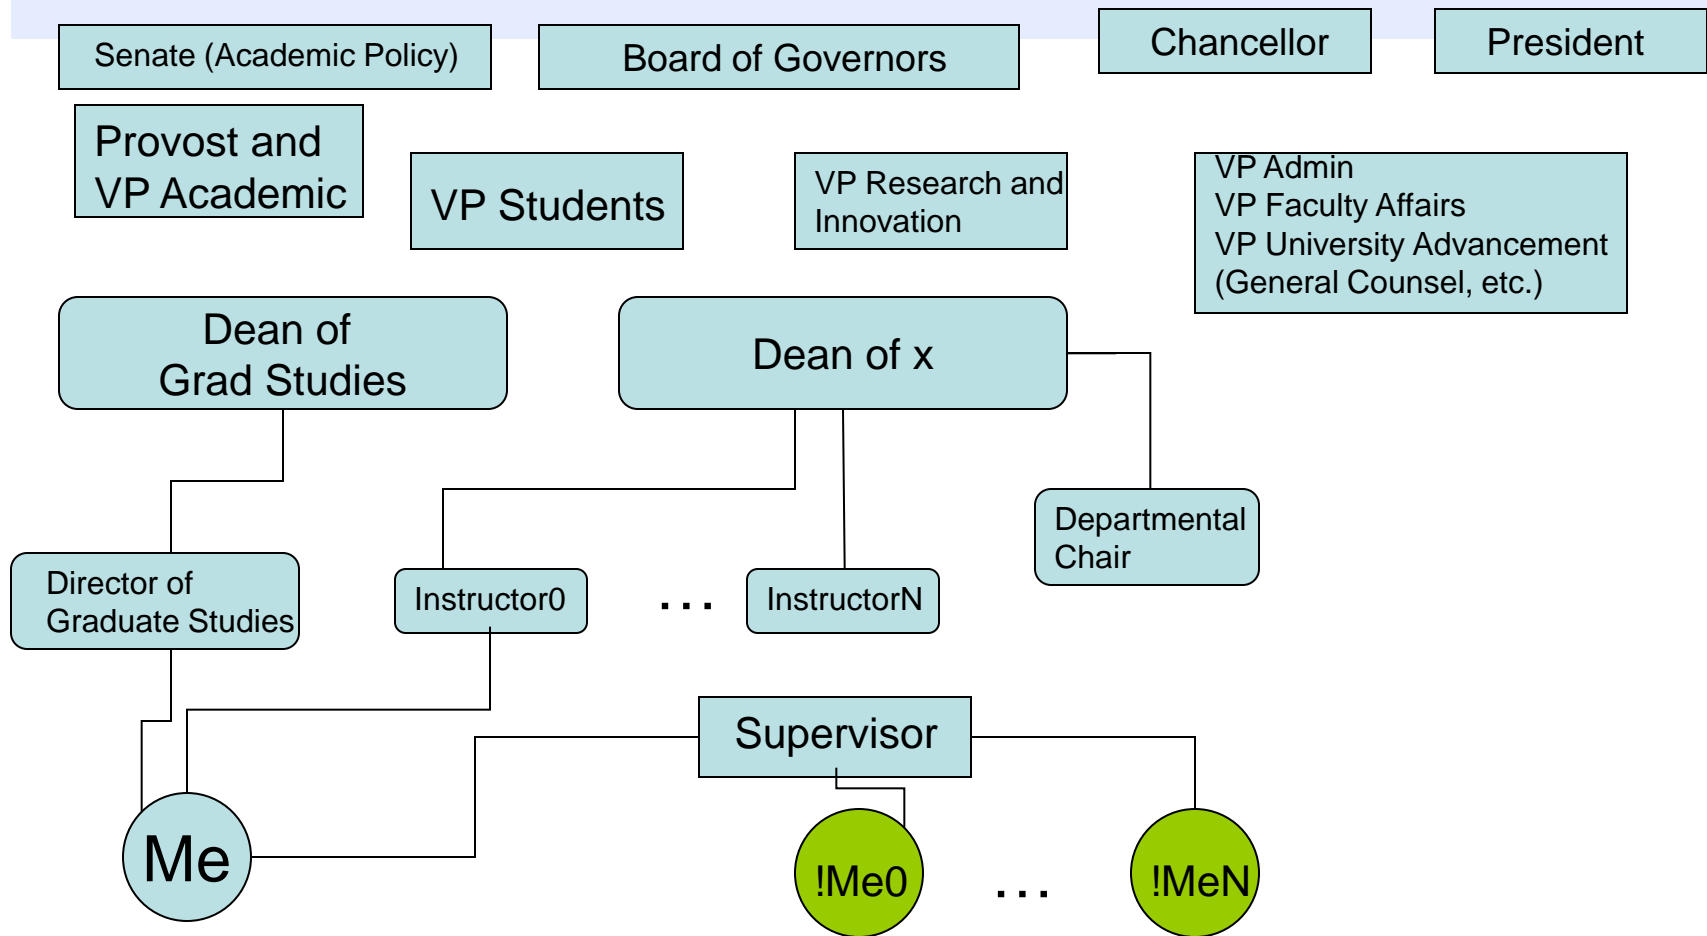 Senate (Academic Policy)
Board of Governors
Chancellor
President
Provost and
VP Academic
VP Students
VP Research and
Innovation
VP Admin
VP Faculty Affairs
VP University Advancement
(General Counsel, etc.)
Dean of
Grad Studies
Dean of x
Departmental
Chair
Director of
Graduate Studies
Instructor0
...
InstructorN
Supervisor
Me
!Me0
...
!MeN